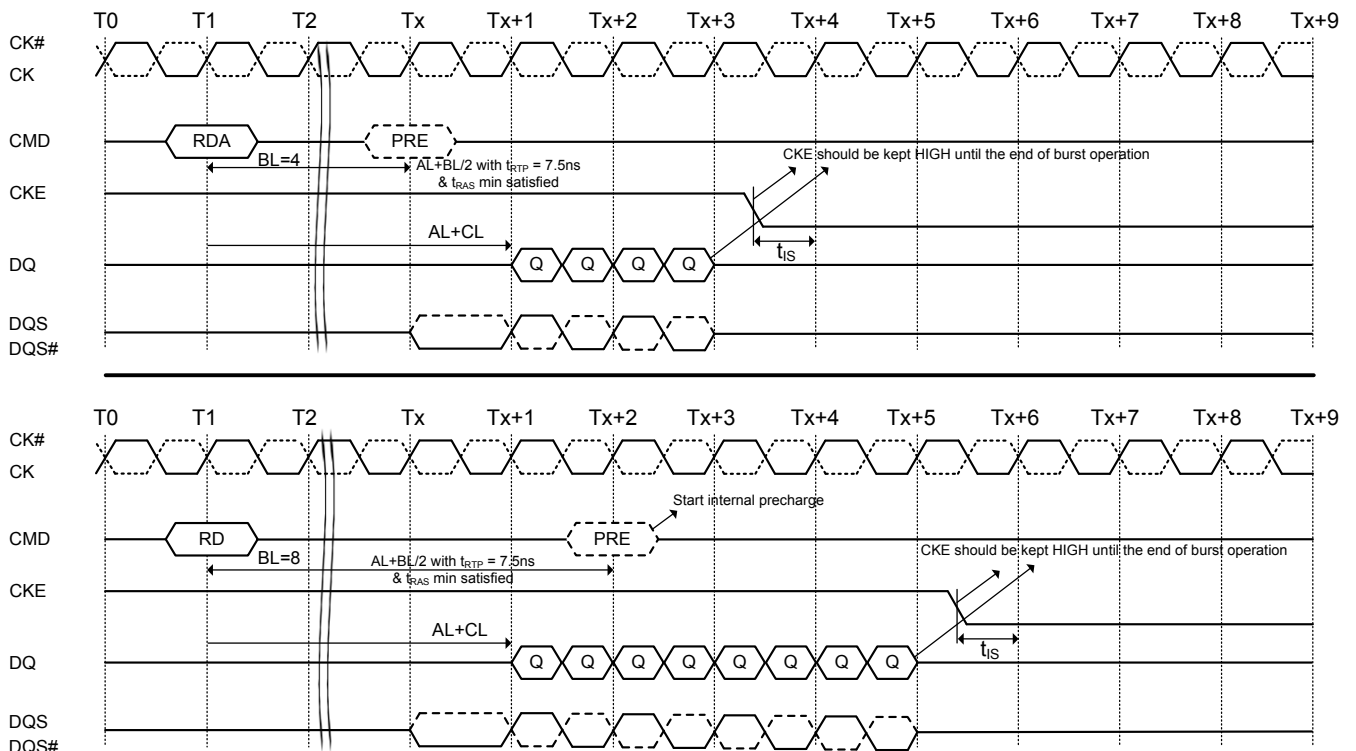 T0 T1 T2 Tx Tx+1 Tx+2 Tx+3 Tx+4 Tx+5 Tx+6 Tx+7 Tx+8 Tx+9
CK#
CK
CMD RDA PRE
BL=4 AL+BL/2 with tRTP = 7.5ns
& tRAS min satisfied
CKE should be kept HIGH until the end of burst operation
CKE
AL+CL
tIS
DQ Q Q Q Q
DQS
DQS#
T0 T1 T2 Tx Tx+1 Tx+2 Tx+3 Tx+4 Tx+5 Tx+6 Tx+7 Tx+8 Tx+9
CK#
CK
Start internal precharge
CMD RD PRE
BL=8 AL+BL/2 with tRTP = 7.5ns
& tRAS min satisfied
CKE should be kept HIGH until the end of burst operation
CKE
AL+CL
tIS
DQ Q Q Q Q Q Q Q Q
DQS
DQS#